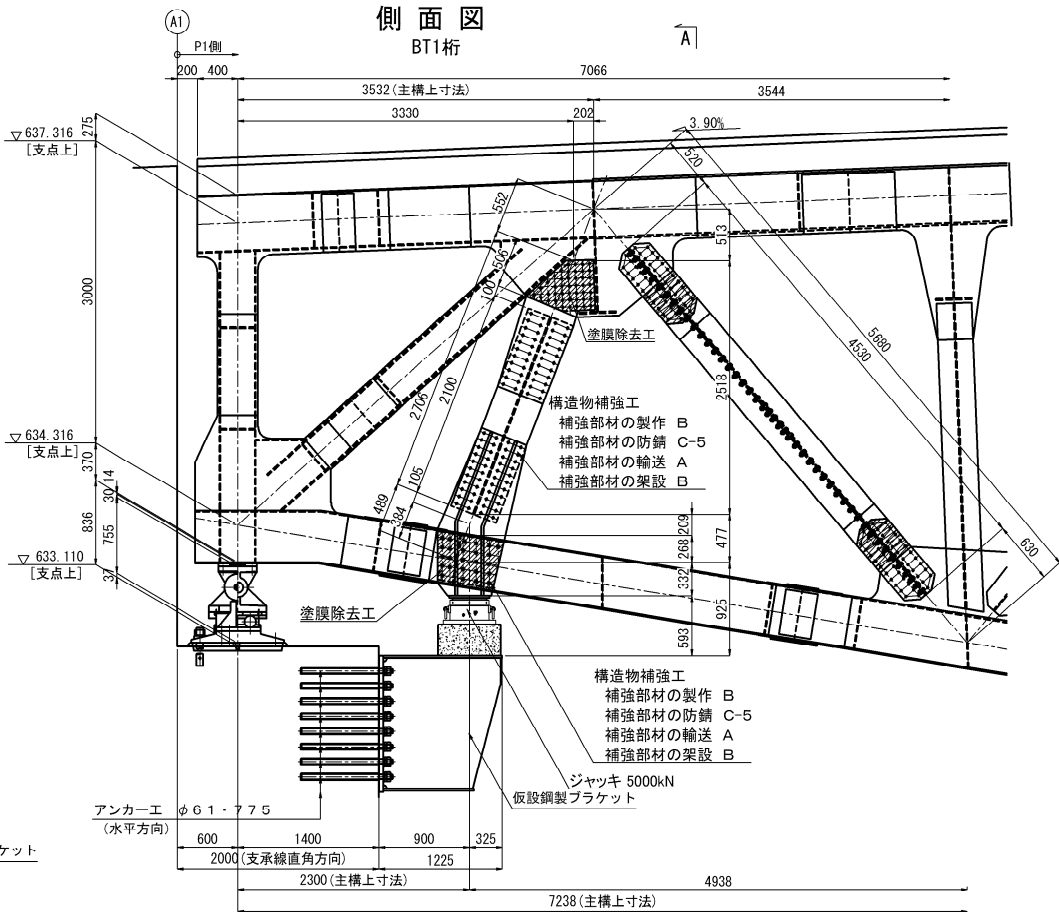 側面図
BT1桁
A1
P1側
A
200
400
7066
3532(主構上寸法)
3544
3330
202
3.90%
275
▽ 637.316
[支点上]
520
552
513
506
100
3000
塗膜除去工
5680
4530
2518
2100
2706
構造物補強工
補強部材の製作 B
補強部材の防錆 C-5
補強部材の輸送 A
補強部材の架設 B
▽ 634.316
[支点上]
370
14
30
105
489
384
836
755
209
268
477
630
▽ 633.110
[支点上]
37
332
925
塗膜除去工
593
構造物補強工
補強部材の製作 B
補強部材の防錆 C-5
補強部材の輸送 A
補強部材の架設 B
ジャッキ 5000kN
仮設鋼製ブラケット
アンカー工 φ61-775
(水平方向)
600
1400
900
325
ケット
2000(支承線直角方向)
1225
2300(主構上寸法)
4938
7238(主構上寸法)